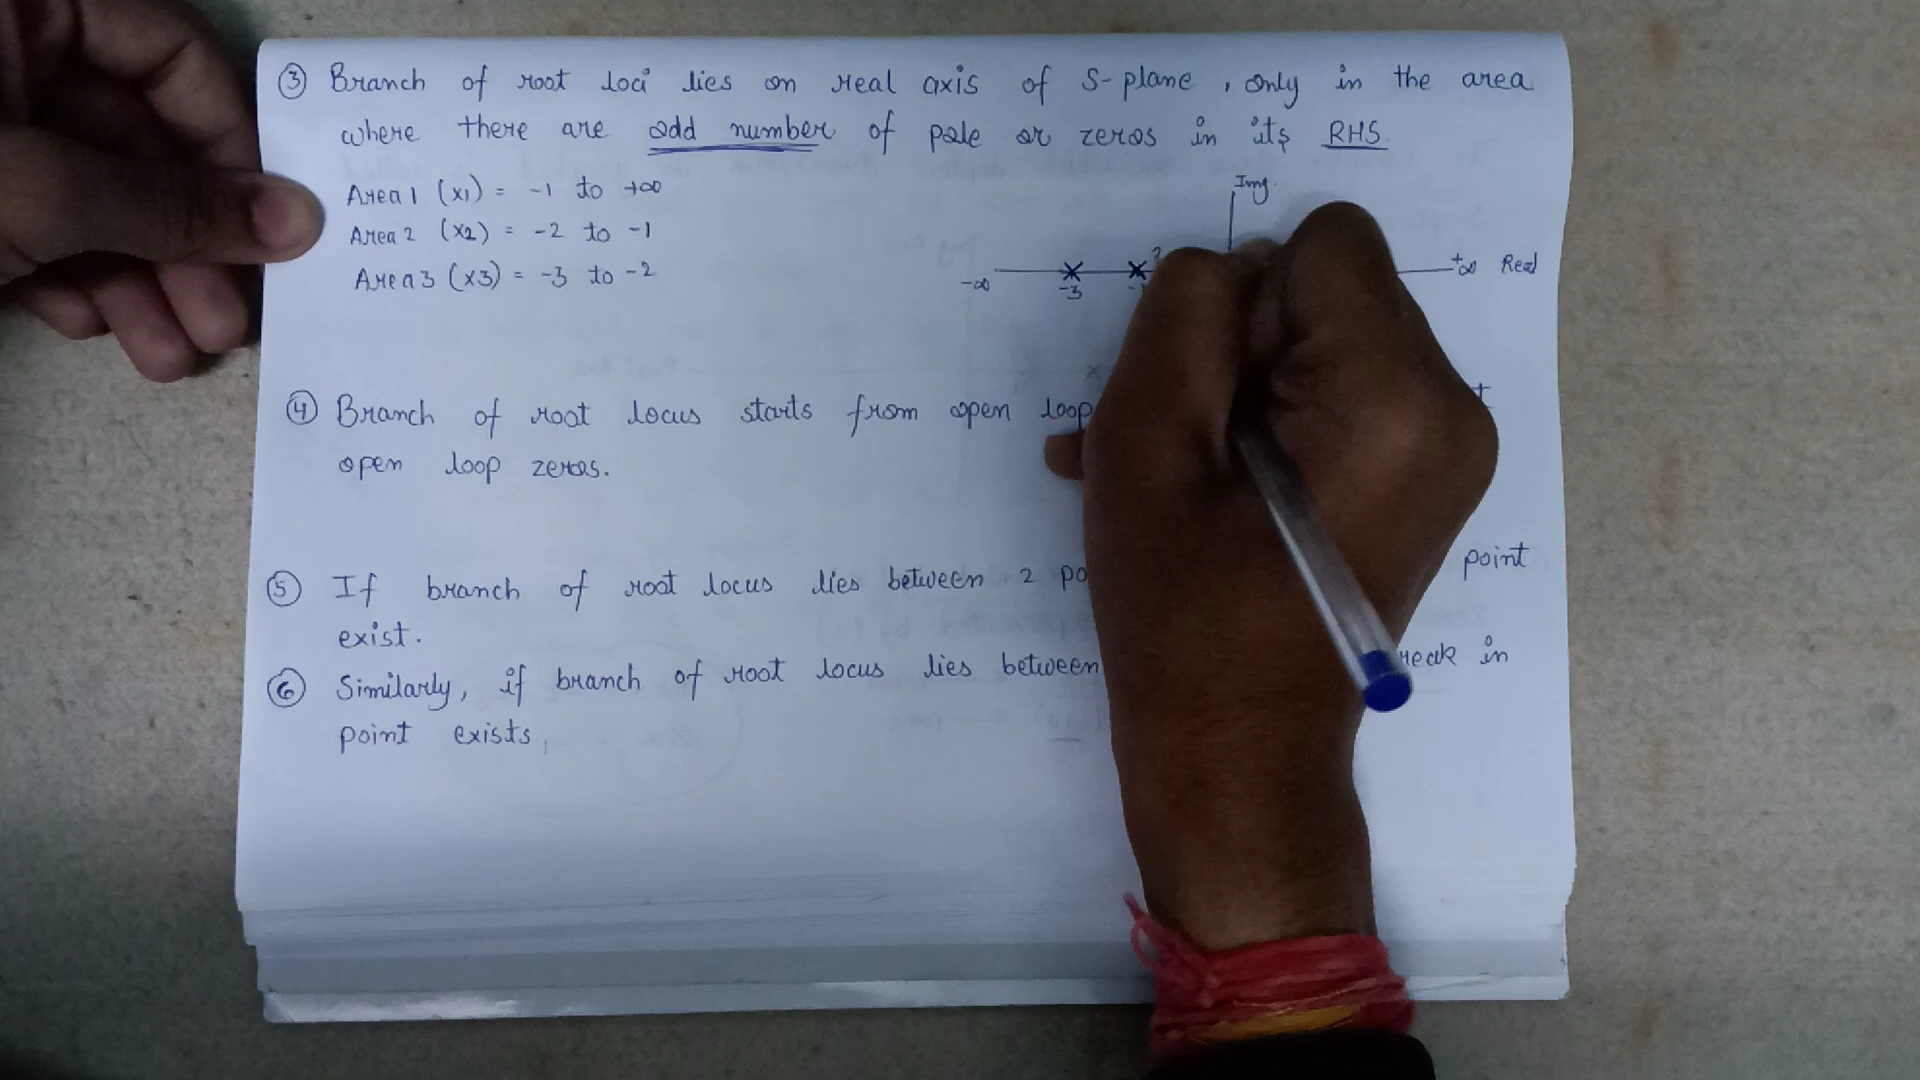 ③ Branch of root loci lies on real axis of S-plane, only in the area
where there are odd number of pole or zeros in its RHS.
Area 1 (x1) = -1 to +∞
Area 2 (x2) = -2 to -1
Area 3 (x3) = -3 to -2
Img.
-∞ -3 +∞ Real
④ Branch of root locus starts from open loop
open loop zeros.
⑤ If branch of root locus lies between 2 po point
exist.
⑥ Similarly, if branch of root locus lies between reak in
point exists,